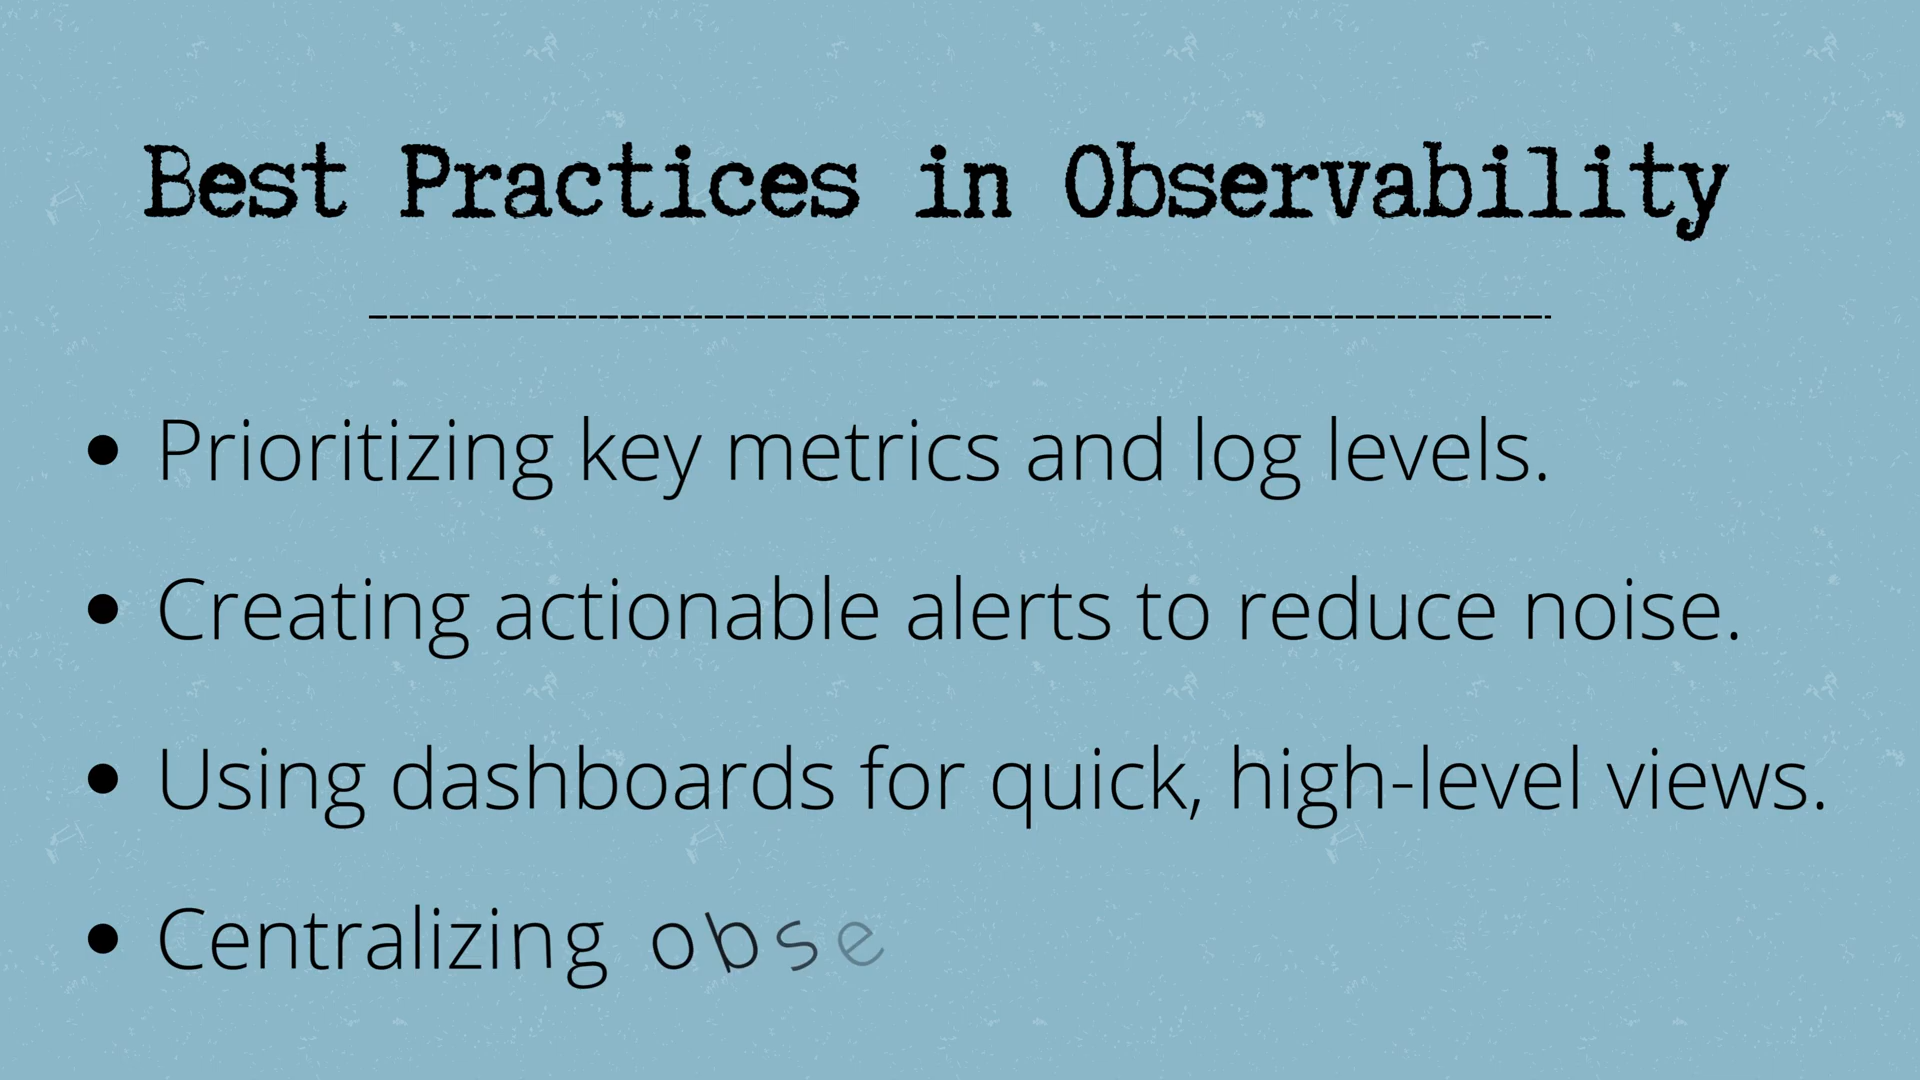 Best Practices in Observability
• Prioritizing key metrics and log levels.
• Creating actionable alerts to reduce noise.
• Using dashboards for quick, high-level views.
• Centralizing obse